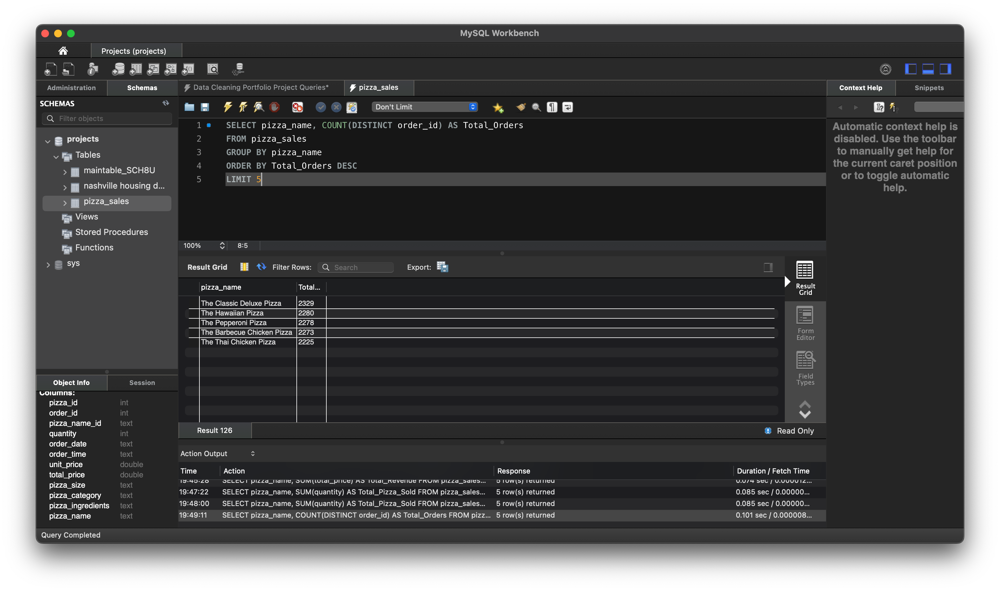 MySQL Workbench
Projects (projects)
Administration
Schemas
SCHEMAS
Filter objects
projects
Tables
maintable_SCH8U
nashville housing d...
pizza_sales
Views
Stored Procedures
Functions
sys
Object Info
Session
Columns:
pizza_id int
order_id int
pizza_name_id text
quantity int
order_date text
order_time text
unit_price double
total_price double
pizza_size text
pizza_category text
pizza_ingredients text
pizza_name text
Query Completed
Data Cleaning Portfolio Project Queries*
pizza_sales
Don't Limit
1 SELECT pizza_name, COUNT(DISTINCT order_id) AS Total_Orders
2 FROM pizza_sales
3 GROUP BY pizza_name
4 ORDER BY Total_Orders DESC
5 LIMIT 5
100% 8:5
Result Grid Filter Rows: Search Export:
pizza_name Total...
The Classic Deluxe Pizza 2329
The Hawaiian Pizza 2280
The Pepperoni Pizza 2278
The Barbecue Chicken Pizza 2273
The Thai Chicken Pizza 2225
Result
Grid
Form
Editor
Field
Types
Result 126
Read Only
Action Output
Time Action Response Duration / Fetch Time
19:45:28 SELECT pizza_name, SUM(total_price) AS Total_Revenue FROM pizza_sales... 5 row(s) returned 0.074 sec / 0.000012...
19:47:22 SELECT pizza_name, SUM(quantity) AS Total_Pizza_Sold FROM pizza_sales... 5 row(s) returned 0.085 sec / 0.00000...
19:48:00 SELECT pizza_name, SUM(quantity) AS Total_Pizza_Sold FROM pizza_sales... 5 row(s) returned 0.085 sec / 0.00000...
19:49:11 SELECT pizza_name, COUNT(DISTINCT order_id) AS Total_Orders FROM pizz... 5 row(s) returned 0.101 sec / 0.000008...
Context Help
Snippets
Automatic context help is
disabled. Use the toolbar
to manually get help for
the current caret position
or to toggle automatic
help.